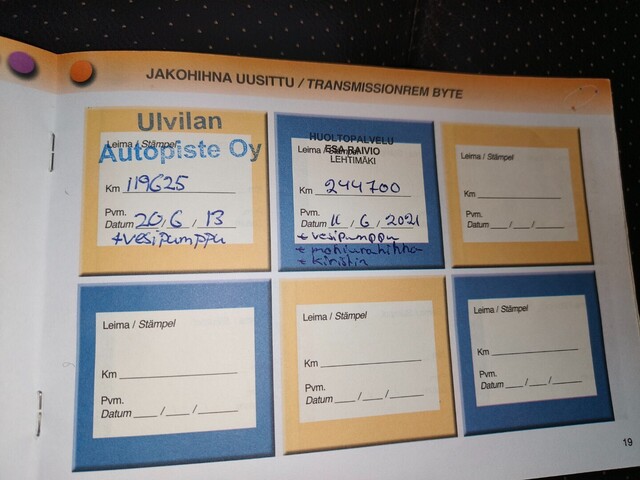 JAKOHIHNA UUSITTU / TRANSMISSIONREM BYTE
Ulvilan
Leima / Stämpel
Autopiste Oy
Km 119625
Pvm.
Datum 20 / 6 / 13
+vesipumppu
HUOLTOPALVELU
Leima / Stämpel
ESA RAIVIO
LEHTIMÄKI
Km 244700
Pvm.
Datum 11 / 6 / 2021
+ vesipumppu
+ moniurahihna
+ kiristin
Leima / Stämpel
Km
Pvm.
Datum / /
Leima / Stämpel
Km
Pvm.
Datum / /
Leima / Stämpel
Km
Pvm.
Datum / /
Leima / Stämpel
Km
Pvm.
Datum / /
19